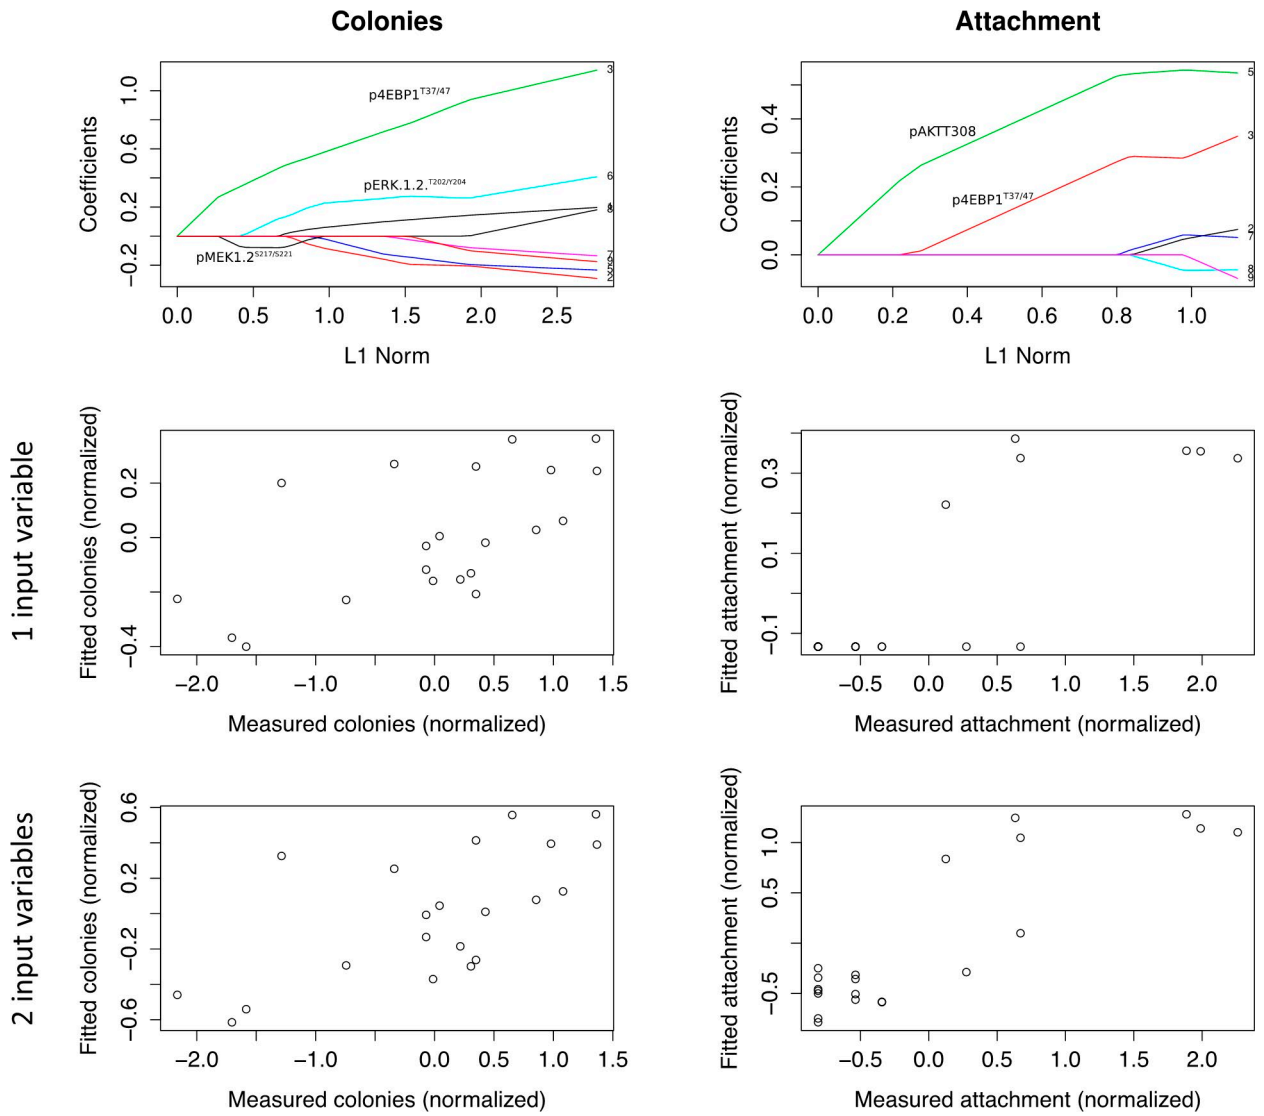 Colonies
Attachment
Coefficients
1.0
0.6
0.2
−0.2
p4EBP1T37/47
pERK.1.2.T202/Y204
pMEK1.2S217/S221
3
6
0.0 0.5 1.0 1.5 2.0 2.5
L1 Norm
Coefficients
0.4
0.2
0.0
pAKTT308
p4EBP1T37/47
5
3
2
7
8
9
0.0 0.2 0.4 0.6 0.8 1.0
L1 Norm
1 input variable
Fitted colonies (normalized)
0.2
0.0
−0.4
−2.0 −1.0 0.0 0.5 1.0 1.5
Measured colonies (normalized)
Fitted attachment (normalized)
0.3
0.1
−0.1
−0.5 0.0 0.5 1.0 1.5 2.0
Measured attachment (normalized)
2 input variables
Fitted colonies (normalized)
0.6
0.2
−0.2
−0.6
−2.0 −1.0 0.0 0.5 1.0 1.5
Measured colonies (normalized)
Fitted attachment (normalized)
1.0
0.5
−0.5
−0.5 0.0 0.5 1.0 1.5 2.0
Measured attachment (normalized)